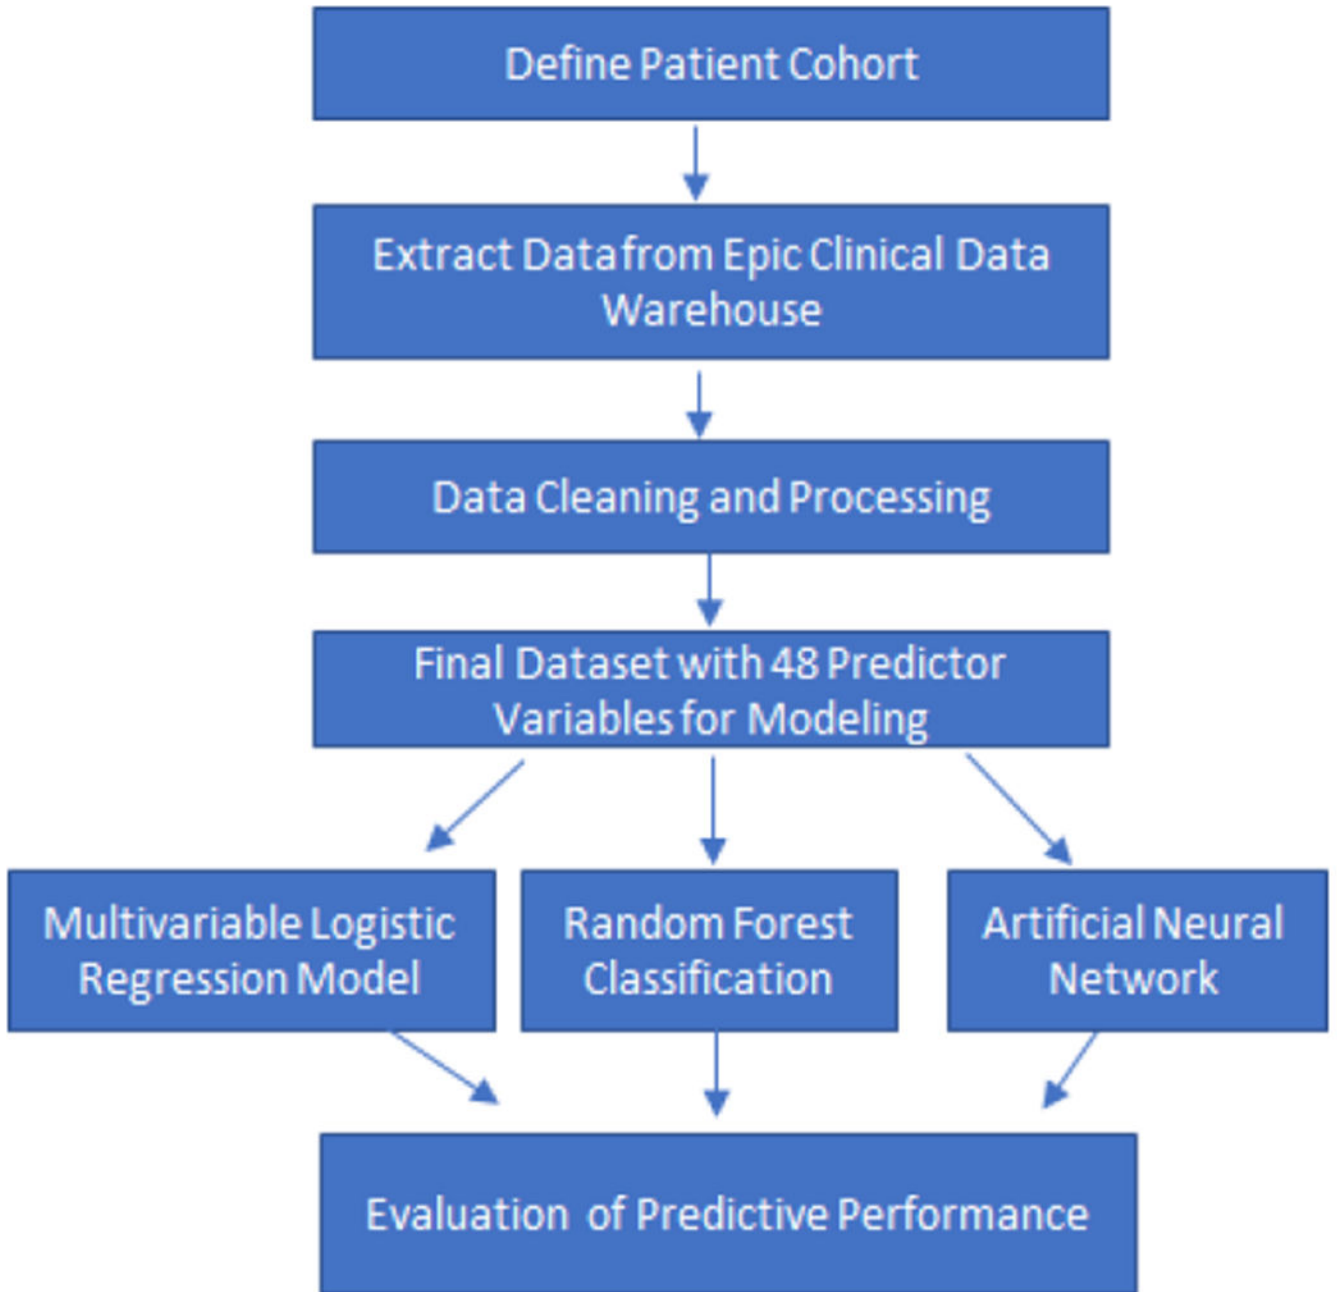 Define Patient Cohort
Extract Data from Epic Clinical Data
Warehouse
Data Cleaning and Processing
Final Dataset with 48 Predictor
Variables for Modeling
Multivariable Logistic
Regression Model
Random Forest
Classification
Artificial Neural
Network
Evaluation of Predictive Performance